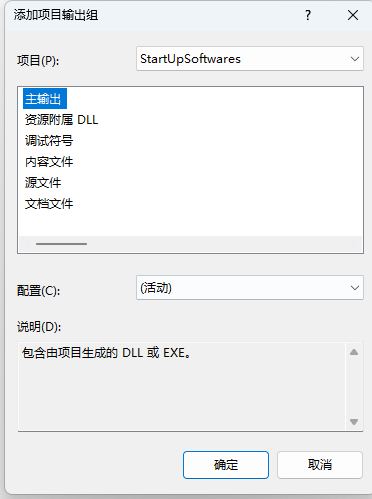 添加项目输出组
项目(P):
StartUpSoftwares
主输出
资源附属 DLL
调试符号
内容文件
源文件
文档文件
配置(C):
(活动)
说明(D):
包含由项目生成的 DLL 或 EXE。
确定
取消